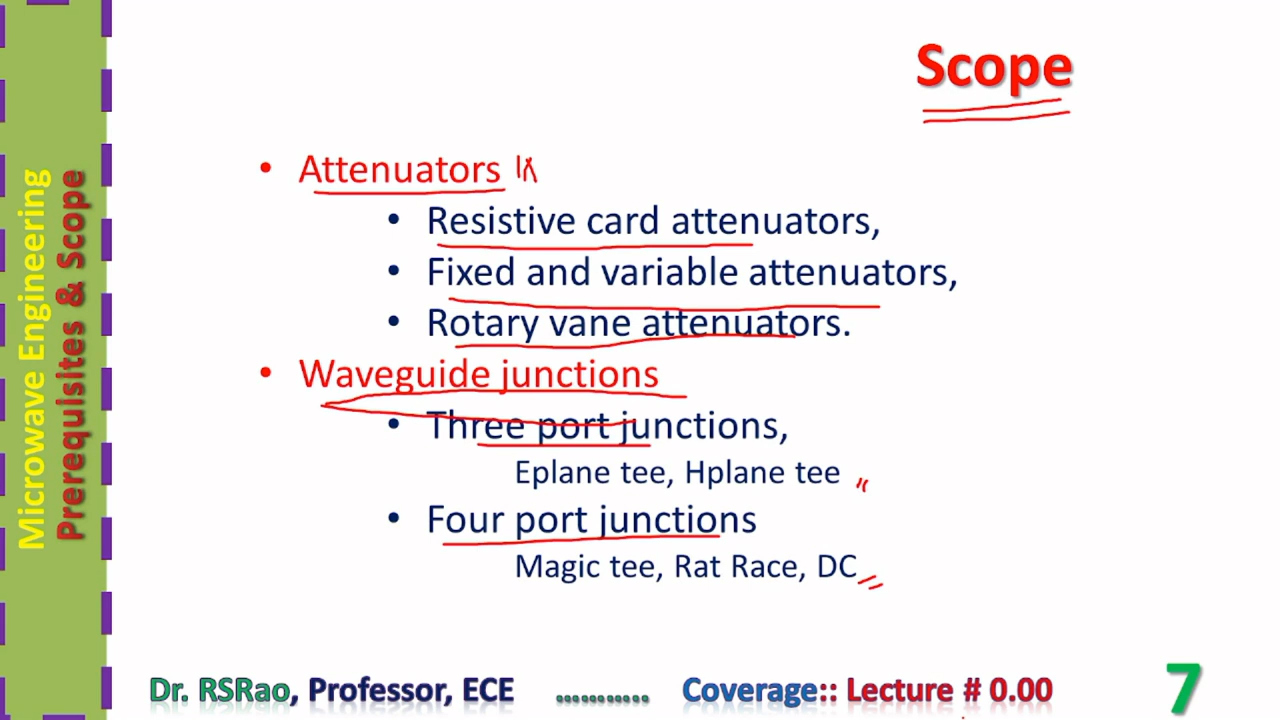 Microwave Engineering
Prerequisites & Scope
Scope
• Attenuators
• Resistive card attenuators,
• Fixed and variable attenuators,
• Rotary vane attenuators.
• Waveguide junctions
• Three port junctions,
Eplane tee, Hplane tee
• Four port junctions
Magic tee, Rat Race, DC
Dr. RSRao, Professor, ECE ........... Coverage:: Lecture # 0.00 7